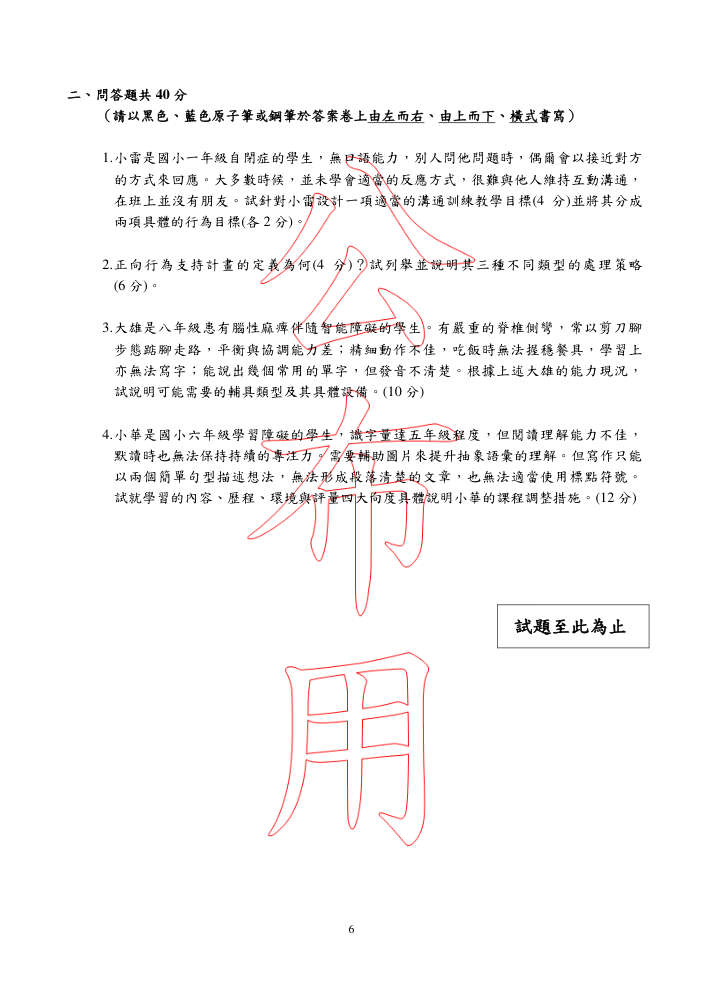 二、問答題共 40 分
（請以黑色、藍色原子筆或鋼筆於答案卷上由左而右、由上而下、橫式書寫）
1.小雷是國小一年級自閉症的學生，無口語能力，別人問他問題時，偶爾會以接近對方
的方式來回應。大多數時候，並未學會適當的反應方式，很難與他人維持互動溝通，
在班上並沒有朋友。試針對小雷設計一項適當的溝通訓練教學目標(4 分)並將其分成
兩項具體的行為目標(各 2 分)。
2.正向行為支持計畫的定義為何(4 分)？試列舉並說明其三種不同類型的處理策略
(6 分)。
3.大雄是八年級患有腦性麻痺伴隨智能障礙的學生。有嚴重的脊椎側彎，常以剪刀腳
步態踮腳走路，平衡與協調能力差；精細動作不佳，吃飯時無法握穩餐具，學習上
亦無法寫字；能說出幾個常用的單字，但發音不清楚。根據上述大雄的能力現況，
試說明可能需要的輔具類型及其具體設備。(10 分)
4.小華是國小六年級學習障礙的學生，識字量達五年級程度，但閱讀理解能力不佳，
默讀時也無法保持持續的專注力。需要輔助圖片來提升抽象語彙的理解。但寫作只能
以兩個簡單句型描述想法，無法形成段落清楚的文章，也無法適當使用標點符號。
試就學習的內容、歷程、環境與評量四大向度具體說明小華的課程調整措施。(12 分)
試題至此為止
公
布
用
6